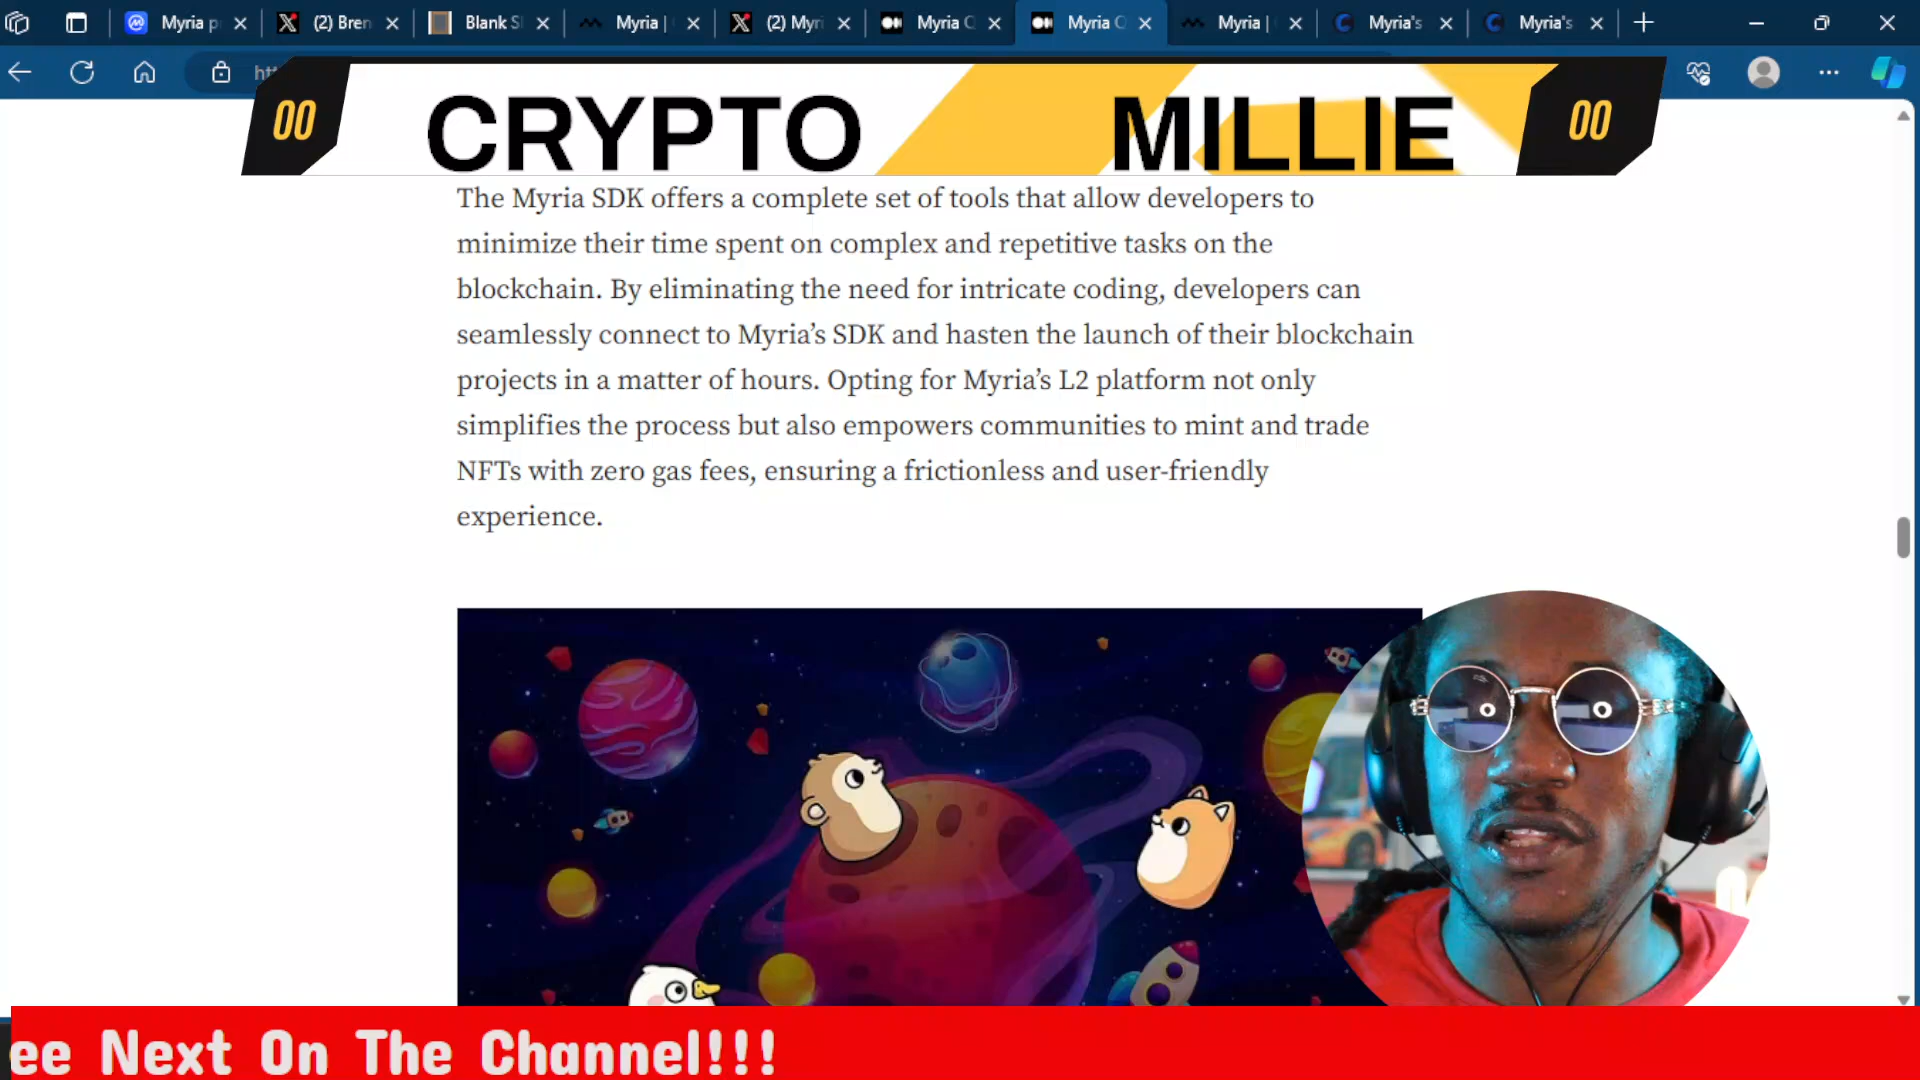 Myria p
(2) Bren
Blank S
Myria |
(2) Myri
Myria C
Myria C
Myria |
Myria's
Myria's
00
CRYPTO MILLIE
00
The Myria SDK offers a complete set of tools that allow developers to
minimize their time spent on complex and repetitive tasks on the
blockchain. By eliminating the need for intricate coding, developers can
seamlessly connect to Myria’s SDK and hasten the launch of their blockchain
projects in a matter of hours. Opting for Myria’s L2 platform not only
simplifies the process but also empowers communities to mint and trade
NFTs with zero gas fees, ensuring a frictionless and user-friendly
experience.
ee Next On The Channel!!!